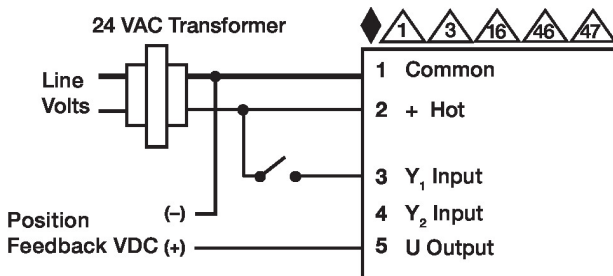 24 VAC Transformer
1 3 16 46 47
Line
Volts
1 Common
2 + Hot
3 Y₁ Input
4 Y₂ Input
5 U Output
Position (–)
Feedback VDC (+)